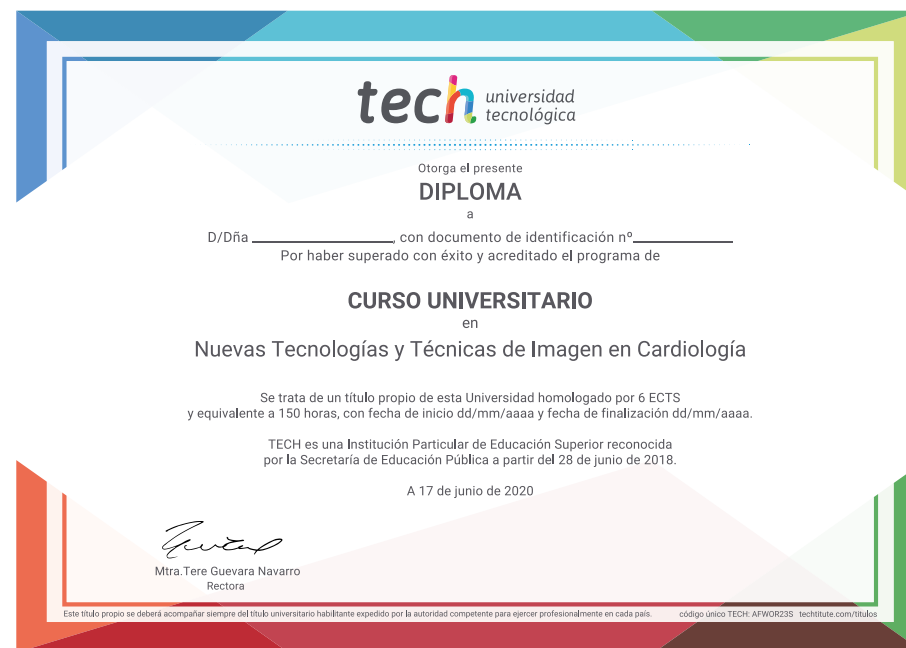 tech universidad
tecnológica
Otorga el presente
DIPLOMA
a
D/Dña ____________, con documento de identificación nº____________
Por haber superado con éxito y acreditado el programa de
CURSO UNIVERSITARIO
en
Nuevas Tecnologías y Técnicas de Imagen en Cardiología
Se trata de un título propio de esta Universidad homologado por 6 ECTS
y equivalente a 150 horas, con fecha de inicio dd/mm/aaaa y fecha de finalización dd/mm/aaaa.
TECH es una Institución Particular de Educación Superior reconocida
por la Secretaría de Educación Pública a partir del 28 de junio de 2018.
A 17 de junio de 2020
Mtra.Tere Guevara Navarro
Rectora
Este título propio se deberá acompañar siempre del título universitario habilitante expedido por la autoridad competente para ejercer profesionalmente en cada país. código único TECH: AFWOR23S techtitute.com/titulos